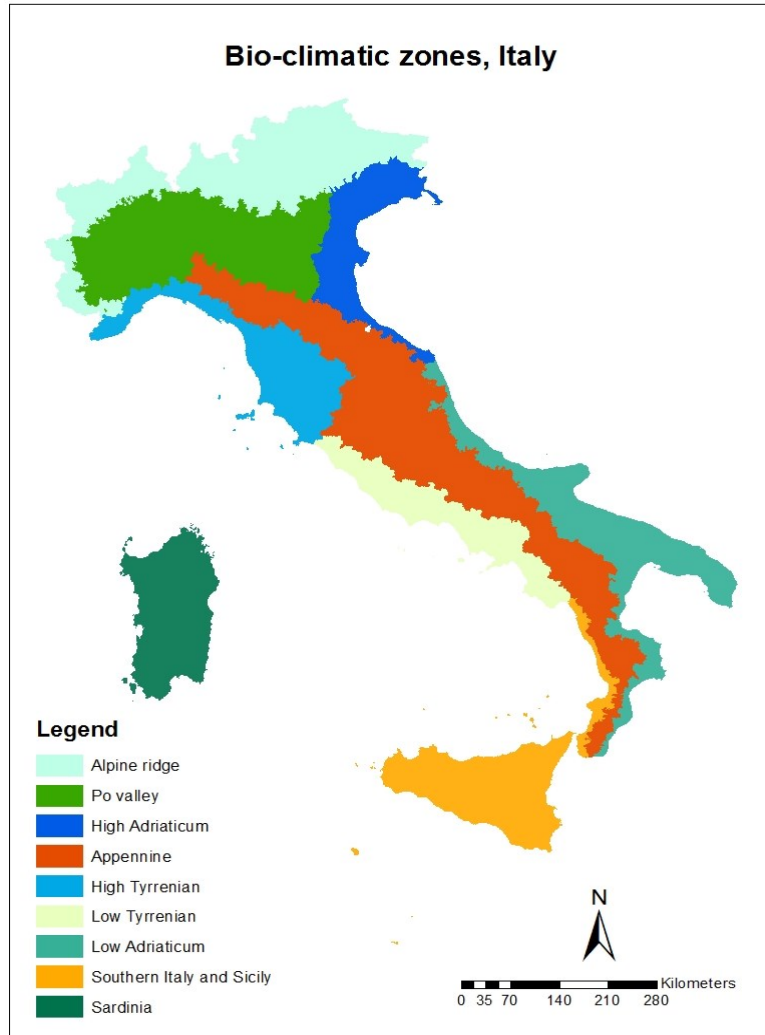 Bio-climatic zones, Italy
Legend
Alpine ridge
Po valley
High Adriaticum
Appennine
High Tyrrenian
Low Tyrrenian
Low Adriaticum
Southern Italy and Sicily
Sardinia
N
Kilometers
0 35 70 140 210 280